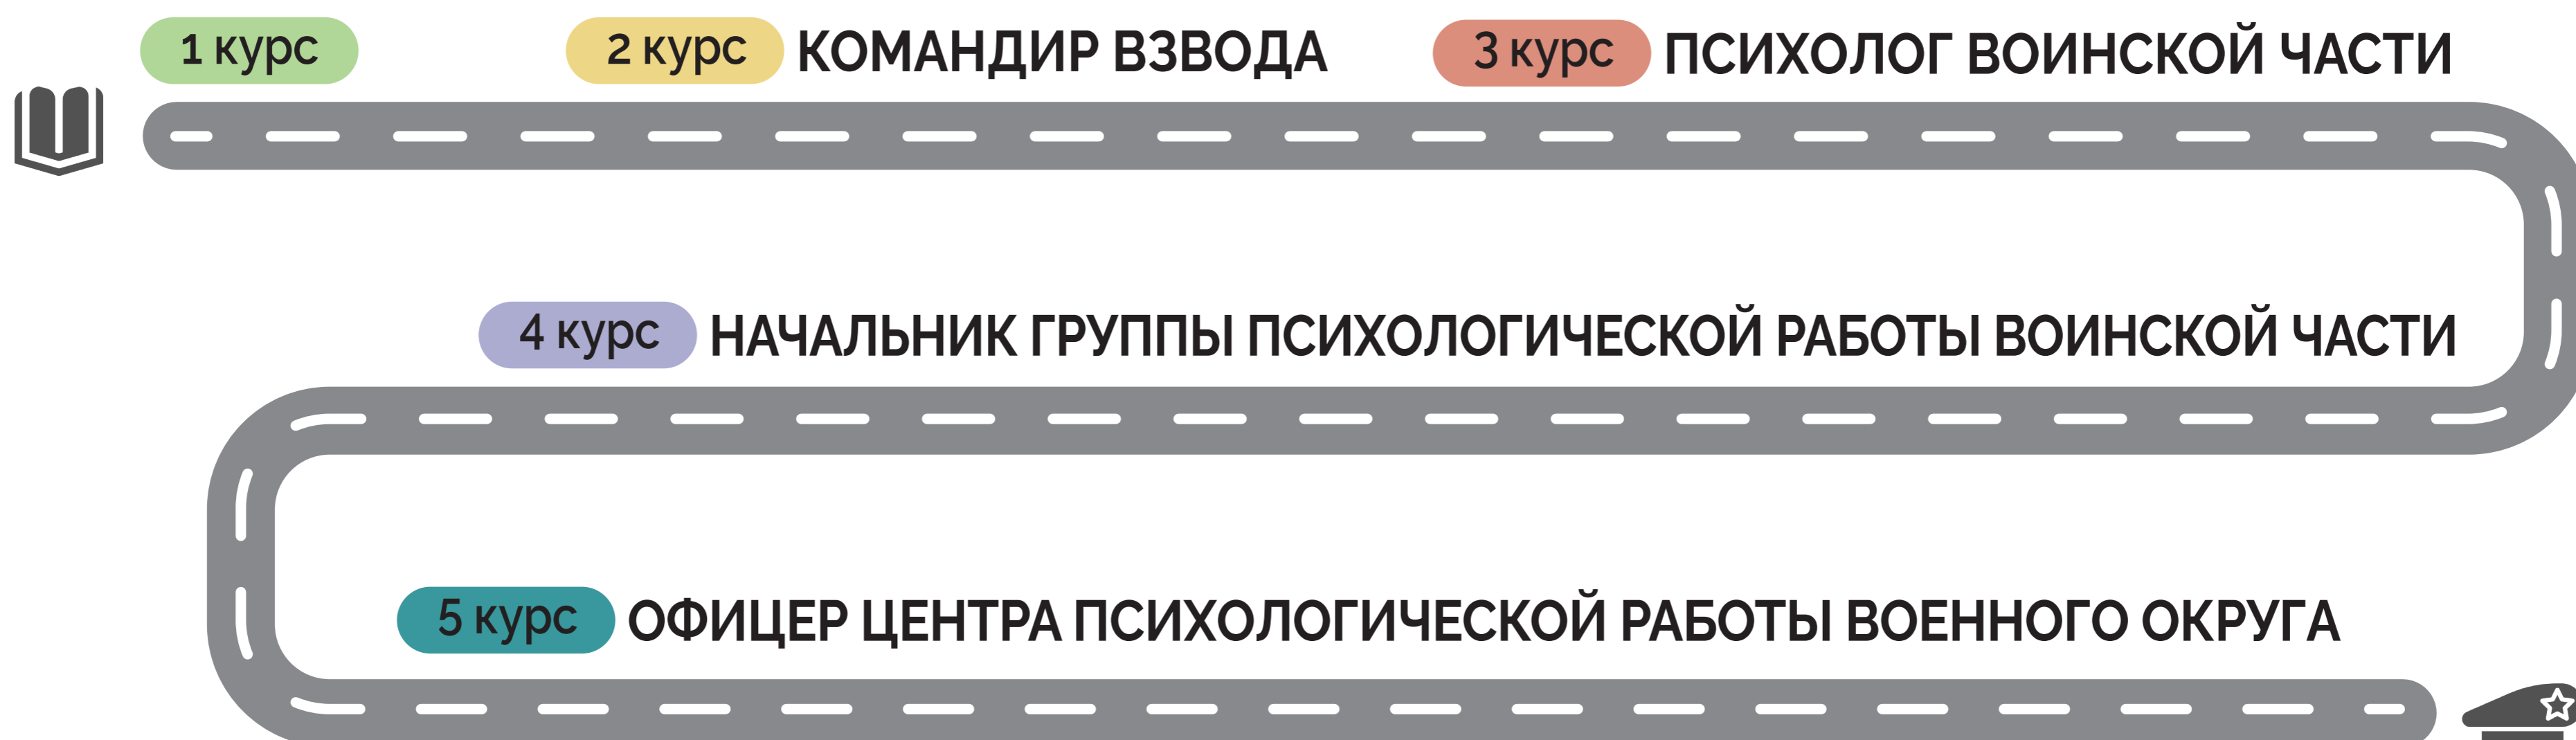 1 курс
2 курс КОМАНДИР ВЗВОДА
3 курс ПСИХОЛОГ ВОИНСКОЙ ЧАСТИ
4 курс НАЧАЛЬНИК ГРУППЫ ПСИХОЛОГИЧЕСКОЙ РАБОТЫ ВОИНСКОЙ ЧАСТИ
5 курс ОФИЦЕР ЦЕНТРА ПСИХОЛОГИЧЕСКОЙ РАБОТЫ ВОЕННОГО ОКРУГА